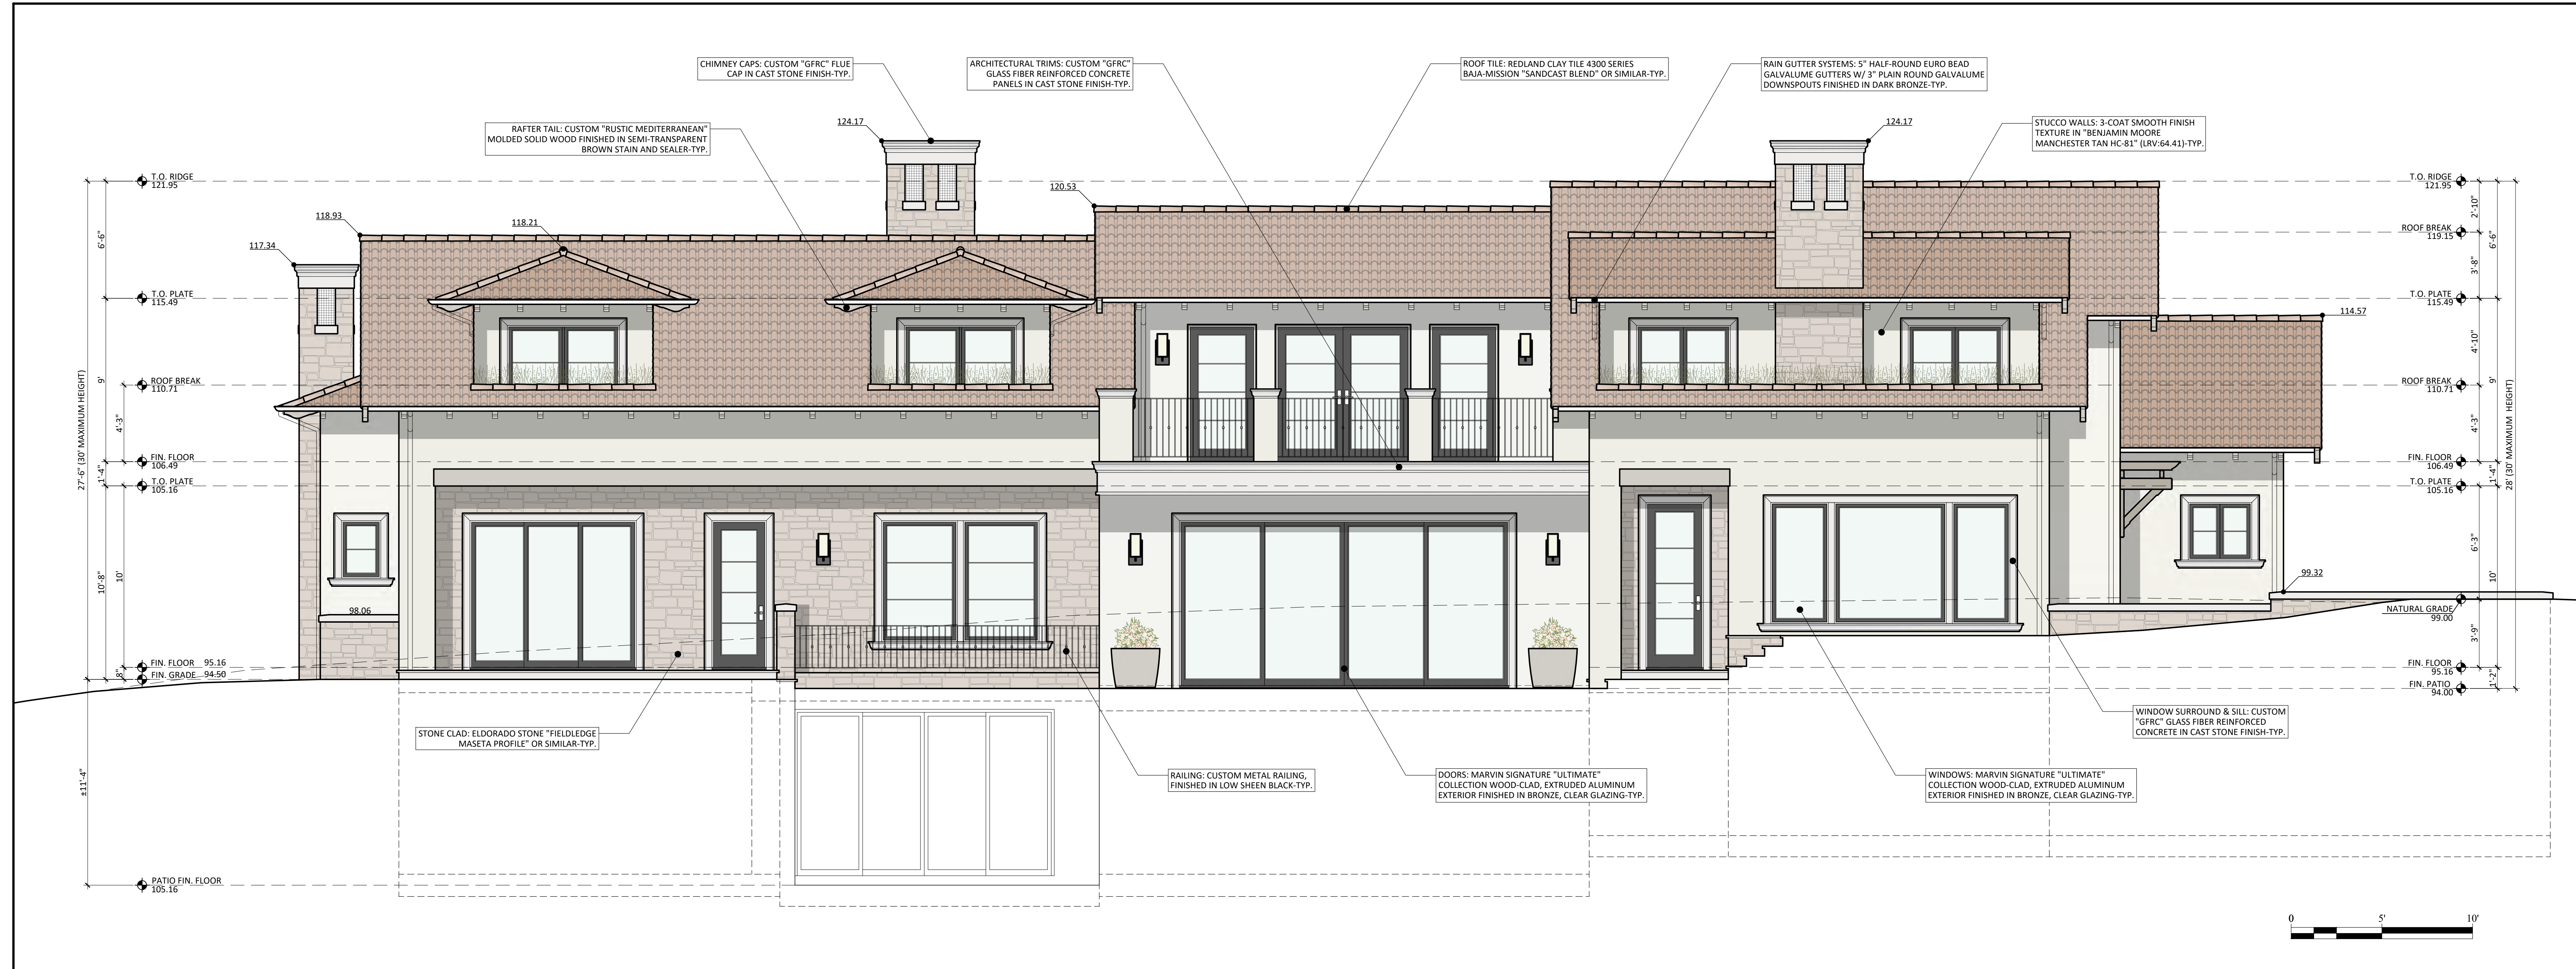 CHIMNEY CAPS: CUSTOM "GFRC" FLUE
CAP IN CAST STONE FINISH-TYP.
ARCHITECTURAL TRIMS: CUSTOM "GFRC"
GLASS FIBER REINFORCED CONCRETE
PANELS IN CAST STONE FINISH-TYP.
ROOF TILE: REDLAND CLAY TILE 4300 SERIES
BAJA-MISSION "SANDCAST BLEND" OR SIMILAR-TYP.
RAIN GUTTER SYSTEMS: 5" HALF-ROUND EURO BEAD
GALVALUME GUTTERS W/ 3" PLAIN ROUND GALVALUME
DOWNSPOUTS FINISHED IN DARK BRONZE-TYP.
RAFTER TAIL: CUSTOM "RUSTIC MEDITERRANEAN"
MOLDED SOLID WOOD FINISHED IN SEMI-TRANSPARENT
BROWN STAIN AND SEALER-TYP.
STUCCO WALLS: 3-COAT SMOOTH FINISH
TEXTURE IN "BENJAMIN MOORE
MANCHESTER TAN HC-81" (LRV:64.41)-TYP.
124.17
124.17
120.53
118.93
118.21
117.34
114.57
99.32
98.06
T.O. RIDGE
121.95
T.O. PLATE
115.49
ROOF BREAK
110.71
FIN. FLOOR
106.49
T.O. PLATE
105.16
FIN. FLOOR 95.16
FIN. GRADE 94.50
PATIO FIN. FLOOR
105.16
27'-6" (30' MAXIMUM HEIGHT)
6'-6"
9'
4'-3"
1'-4"
10'-8"
10'
8"
±11'-4"
T.O. RIDGE
121.95
ROOF BREAK
119.15
T.O. PLATE
115.49
ROOF BREAK
110.71
FIN. FLOOR
106.49
T.O. PLATE
105.16
NATURAL GRADE
99.00
FIN. FLOOR
95.16
FIN. PATIO
94.00
2'-10"
3'-8"
6'-6"
4'-10"
9'
4'-3"
1'-4"
6'-3"
10'
3'-9"
1'-2"
28' (30' MAXIMUM HEIGHT)
STONE CLAD: ELDORADO STONE "FIELDLEDGE
MASETA PROFILE" OR SIMILAR-TYP.
RAILING: CUSTOM METAL RAILING,
FINISHED IN LOW SHEEN BLACK-TYP.
DOORS: MARVIN SIGNATURE "ULTIMATE"
COLLECTION WOOD-CLAD, EXTRUDED ALUMINUM
EXTERIOR FINISHED IN BRONZE, CLEAR GLAZING-TYP.
WINDOWS: MARVIN SIGNATURE "ULTIMATE"
COLLECTION WOOD-CLAD, EXTRUDED ALUMINUM
EXTERIOR FINISHED IN BRONZE, CLEAR GLAZING-TYP.
WINDOW SURROUND & SILL: CUSTOM
"GFRC" GLASS FIBER REINFORCED
CONCRETE IN CAST STONE FINISH-TYP.
0 5' 10'